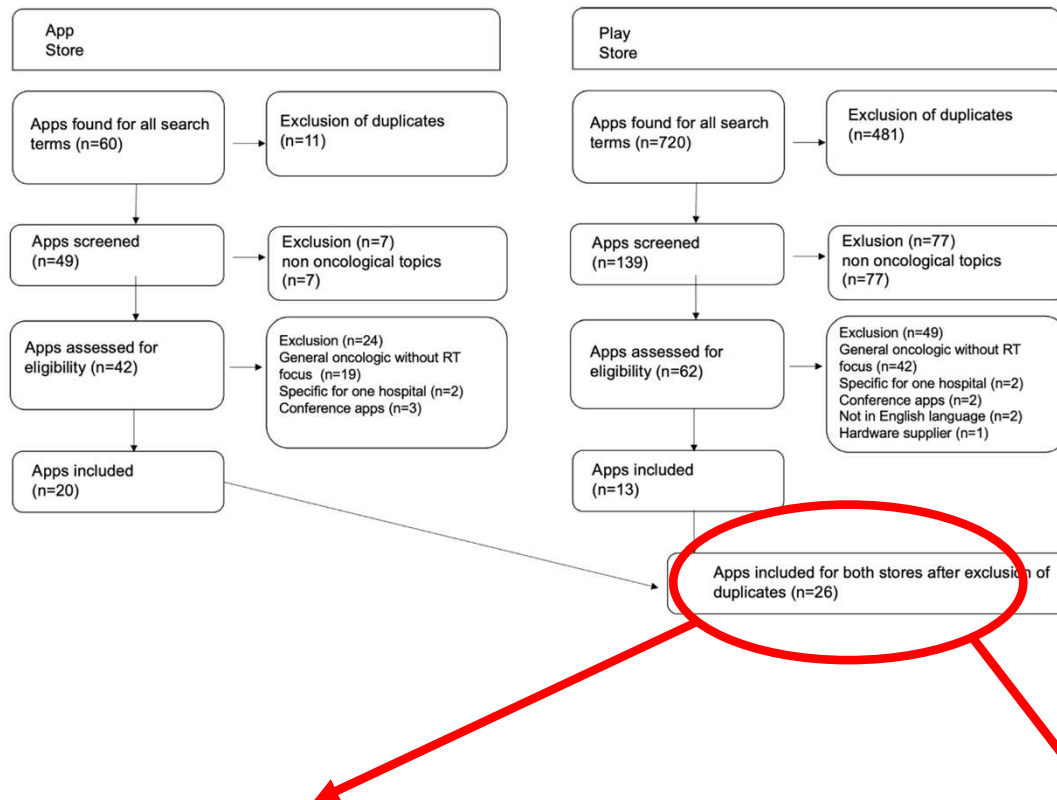 App
Store
Apps found for all search
terms (n=60)
Exclusion of duplicates
(n=11)
Apps screened
(n=49)
Exclusion (n=7)
non oncological topics
(n=7)
Apps assessed for
eligibility (n=42)
Exclusion (n=24)
General oncologic without RT
focus (n=19)
Specific for one hospital (n=2)
Conference apps (n=3)
Apps included
(n=20)
Play
Store
Apps found for all search
terms (n=720)
Exclusion of duplicates
(n=481)
Apps screened
(n=139)
Exlusion (n=77)
non oncological topics
(n=77)
Apps assessed for
eligibility (n=62)
Exclusion (n=49)
General oncologic without RT
focus (n=42)
Specific for one hospital (n=2)
Conference apps (n=2)
Not in English language (n=2)
Hardware supplier (n=1)
Apps included
(n=13)
Apps included for both stores after exclusion of
duplicates (n=26)